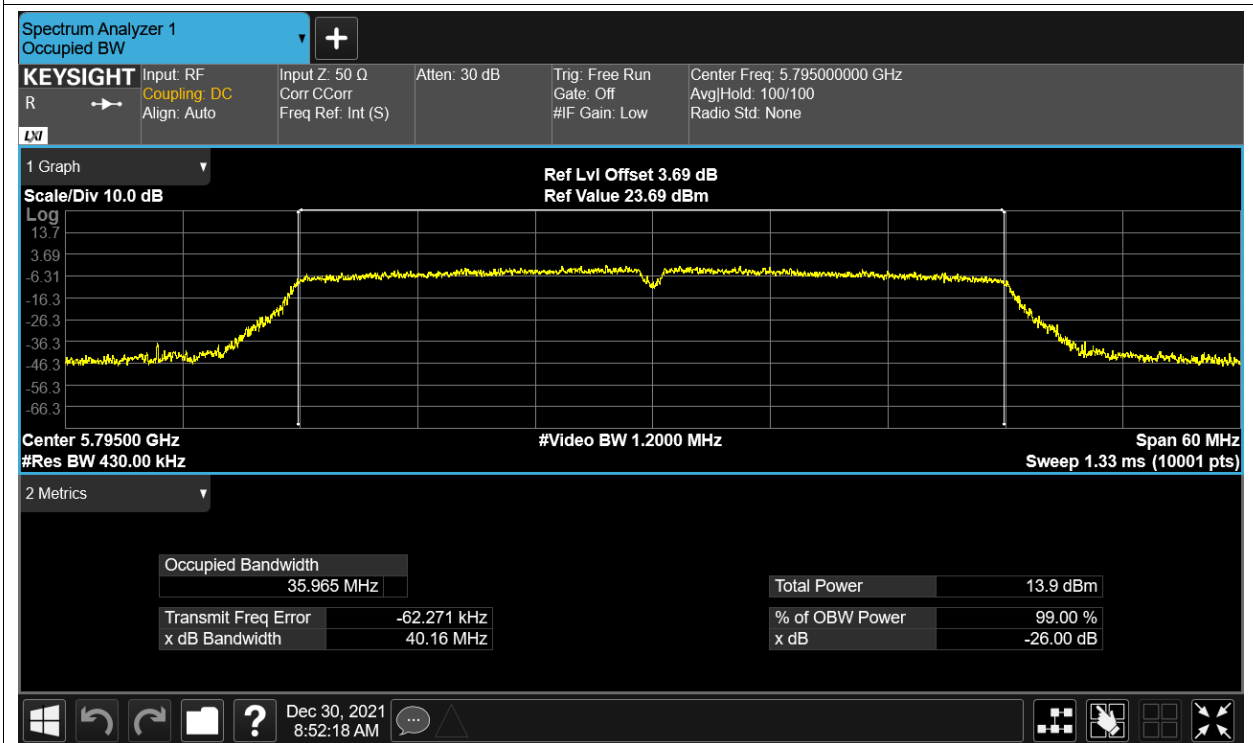 Spectrum Analyzer 1
Occupied BW
KEYSIGHT
R
LXI
Input: RF
Coupling: DC
Align: Auto
Input Z: 50 Ω
Corr CCorr
Freq Ref: Int (S)
Atten: 30 dB
Trig: Free Run
Gate: Off
#IF Gain: Low
Center Freq: 5.795000000 GHz
Avg|Hold: 100/100
Radio Std: None
1 Graph
Scale/Div 10.0 dB
Ref Lvl Offset 3.69 dB
Ref Value 23.69 dBm
Log
13.7
3.69
-6.31
-16.3
-26.3
-36.3
-46.3
-56.3
-66.3
Center 5.79500 GHz
#Video BW 1.2000 MHz
Span 60 MHz
#Res BW 430.00 kHz
Sweep 1.33 ms (10001 pts)
2 Metrics
Occupied Bandwidth
35.965 MHz
Transmit Freq Error -62.271 kHz
x dB Bandwidth 40.16 MHz
Total Power 13.9 dBm
% of OBW Power 99.00 %
x dB -26.00 dB
?
Dec 30, 2021
8:52:18 AM